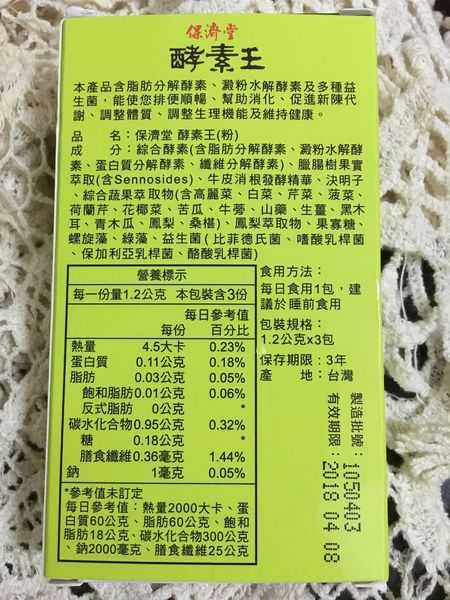 保濟堂
酵素王
本產品含脂肪分解酵素、澱粉水解酵素及多種益
生菌，能使您排便順暢、幫助消化、促進新陳代
謝、調整體質、調整生理機能及維持健康。
品　　名：保濟堂 酵素王(粉)
成　　分：綜合酵素(含脂肪分解酵素、澱粉水解酵
素、蛋白質分解酵素、纖維分解酵素)、臘腸樹果實
萃取(含Sennosides)、牛皮消根發酵精華、決明子
、綜合蔬果萃取物(含高麗菜、白菜、芹菜、菠菜、
荷蘭芹、花椰菜、苦瓜、牛蒡、山藥、生薑、黑木
耳、青木瓜、鳳梨、桑椹)、鳳梨萃取物、果寡糖、
螺旋藻、綠藻、益生菌(比菲德氏菌、嗜酸乳桿菌
、保加利亞乳桿菌、酪酸乳桿菌)
營養標示
每一份量1.2公克　本包裝含3份
每日參考值
每份　百分比
熱量　4.5大卡　0.23%
蛋白質　0.11公克　0.18%
脂肪　0.03公克　0.05%
飽和脂肪0.01公克　0.06%
反式脂肪　0公克　*
碳水化合物0.95公克　0.32%
糖　0.18公克　*
膳食纖維0.36毫克　1.44%
鈉　1毫克　0.05%
*參考值未訂定
每日參考值：熱量2000大卡、蛋
白質60公克、脂肪60公克、飽和
脂肪18公克、碳水化合物300公克
、鈉2000毫克、膳食纖維25公克
食用方法：
每日食用1包，建
議於睡前食用
包裝規格：
1.2公克x3包
保存期限：3年
產　　地：台灣
製造批號：1050403
有效期限：2018 04 08